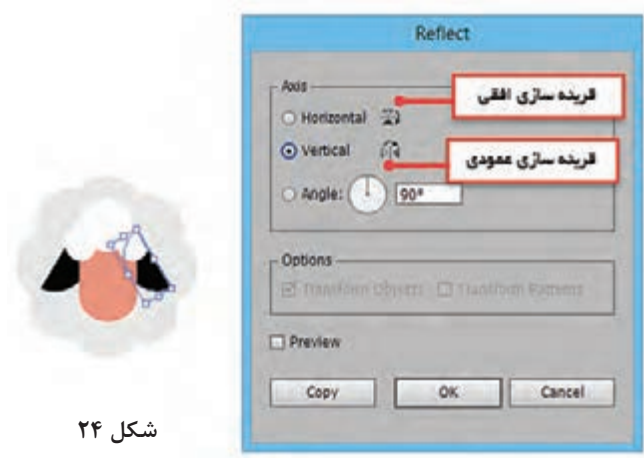 Reflect
Axis
قرینه سازی افقی
Horizontal
Vertical
قرینه سازی عمودی
Angle: 90°
Options
Transform Objects Transform Patterns
Preview
Copy OK Cancel
شکل ۲۴